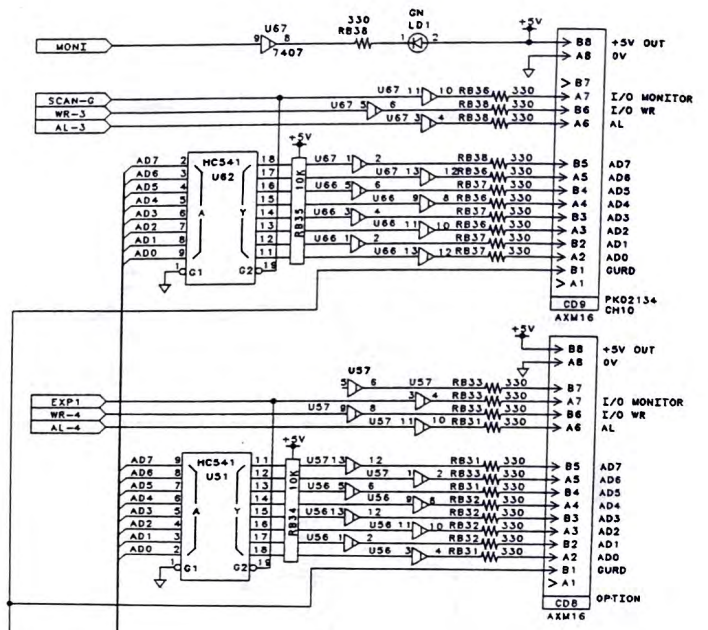 GN
330 LD1
U67 RB38 +5V
MONI 9 8 1 2 B8 +5V OUT
7407 A8 0V
B7
SCAN-G U67 11 10 RB36 330 A7 I/O MONITOR
WR-3 U67 5 6 RB38 330 B6 I/O WR
AL-3 U67 3 4 RB38 330 A6 AL
+5V
AD7 2 HC541 18 U67 1 2 RB38 330 B5 AD7
AD6 3 U62 17 10K U67 13 12 RB36 330 A5 AD6
AD5 4 16 U66 5 6 RB37 330 B4 AD5
AD4 5 A Y 15 U66 9 8 RB36 330 A4 AD4
AD3 6 14 RB35 U66 3 4 RB37 330 B3 AD3
AD2 7 13 U66 11 10 RB36 330 A3 AD2
AD1 8 12 U66 1 2 RB36 330 B2 AD1
AD0 9 11 U66 13 12 RB37 330 A2 AD0
1 G1 G2 19 B1 GURD
A1
CD9 PK02134
AXM16 CH10
+5V
B8 +5V OUT
A8 0V
U57
5 6 U57 RB33 330 B7
EXP1 3 4 RB33 330 A7 I/O MONITOR
WR-4 U57 9 8 RB33 330 B6 I/O WR
AL-4 U57 11 10 RB31 330 A6 AL
+5V
AD7 9 HC541 11 U57 13 12 RB31 330 B5 AD7
AD6 8 U51 12 10K U57 1 2 RB33 330 A5 AD6
AD5 7 13 U56 5 6 RB31 330 B4 AD5
AD4 6 A Y 14 U56 9 8 RB32 330 A4 AD4
AD3 5 15 RB34 U56 13 12 RB32 330 B3 AD3
AD2 4 16 U56 11 10 RB32 330 A3 AD2
AD1 3 17 U56 1 2 RB32 330 B2 AD1
AD0 2 18 U56 3 4 RB31 330 A2 AD0
1 G1 G2 19 B1 GURD
A1
CD8 OPTION
AXM16